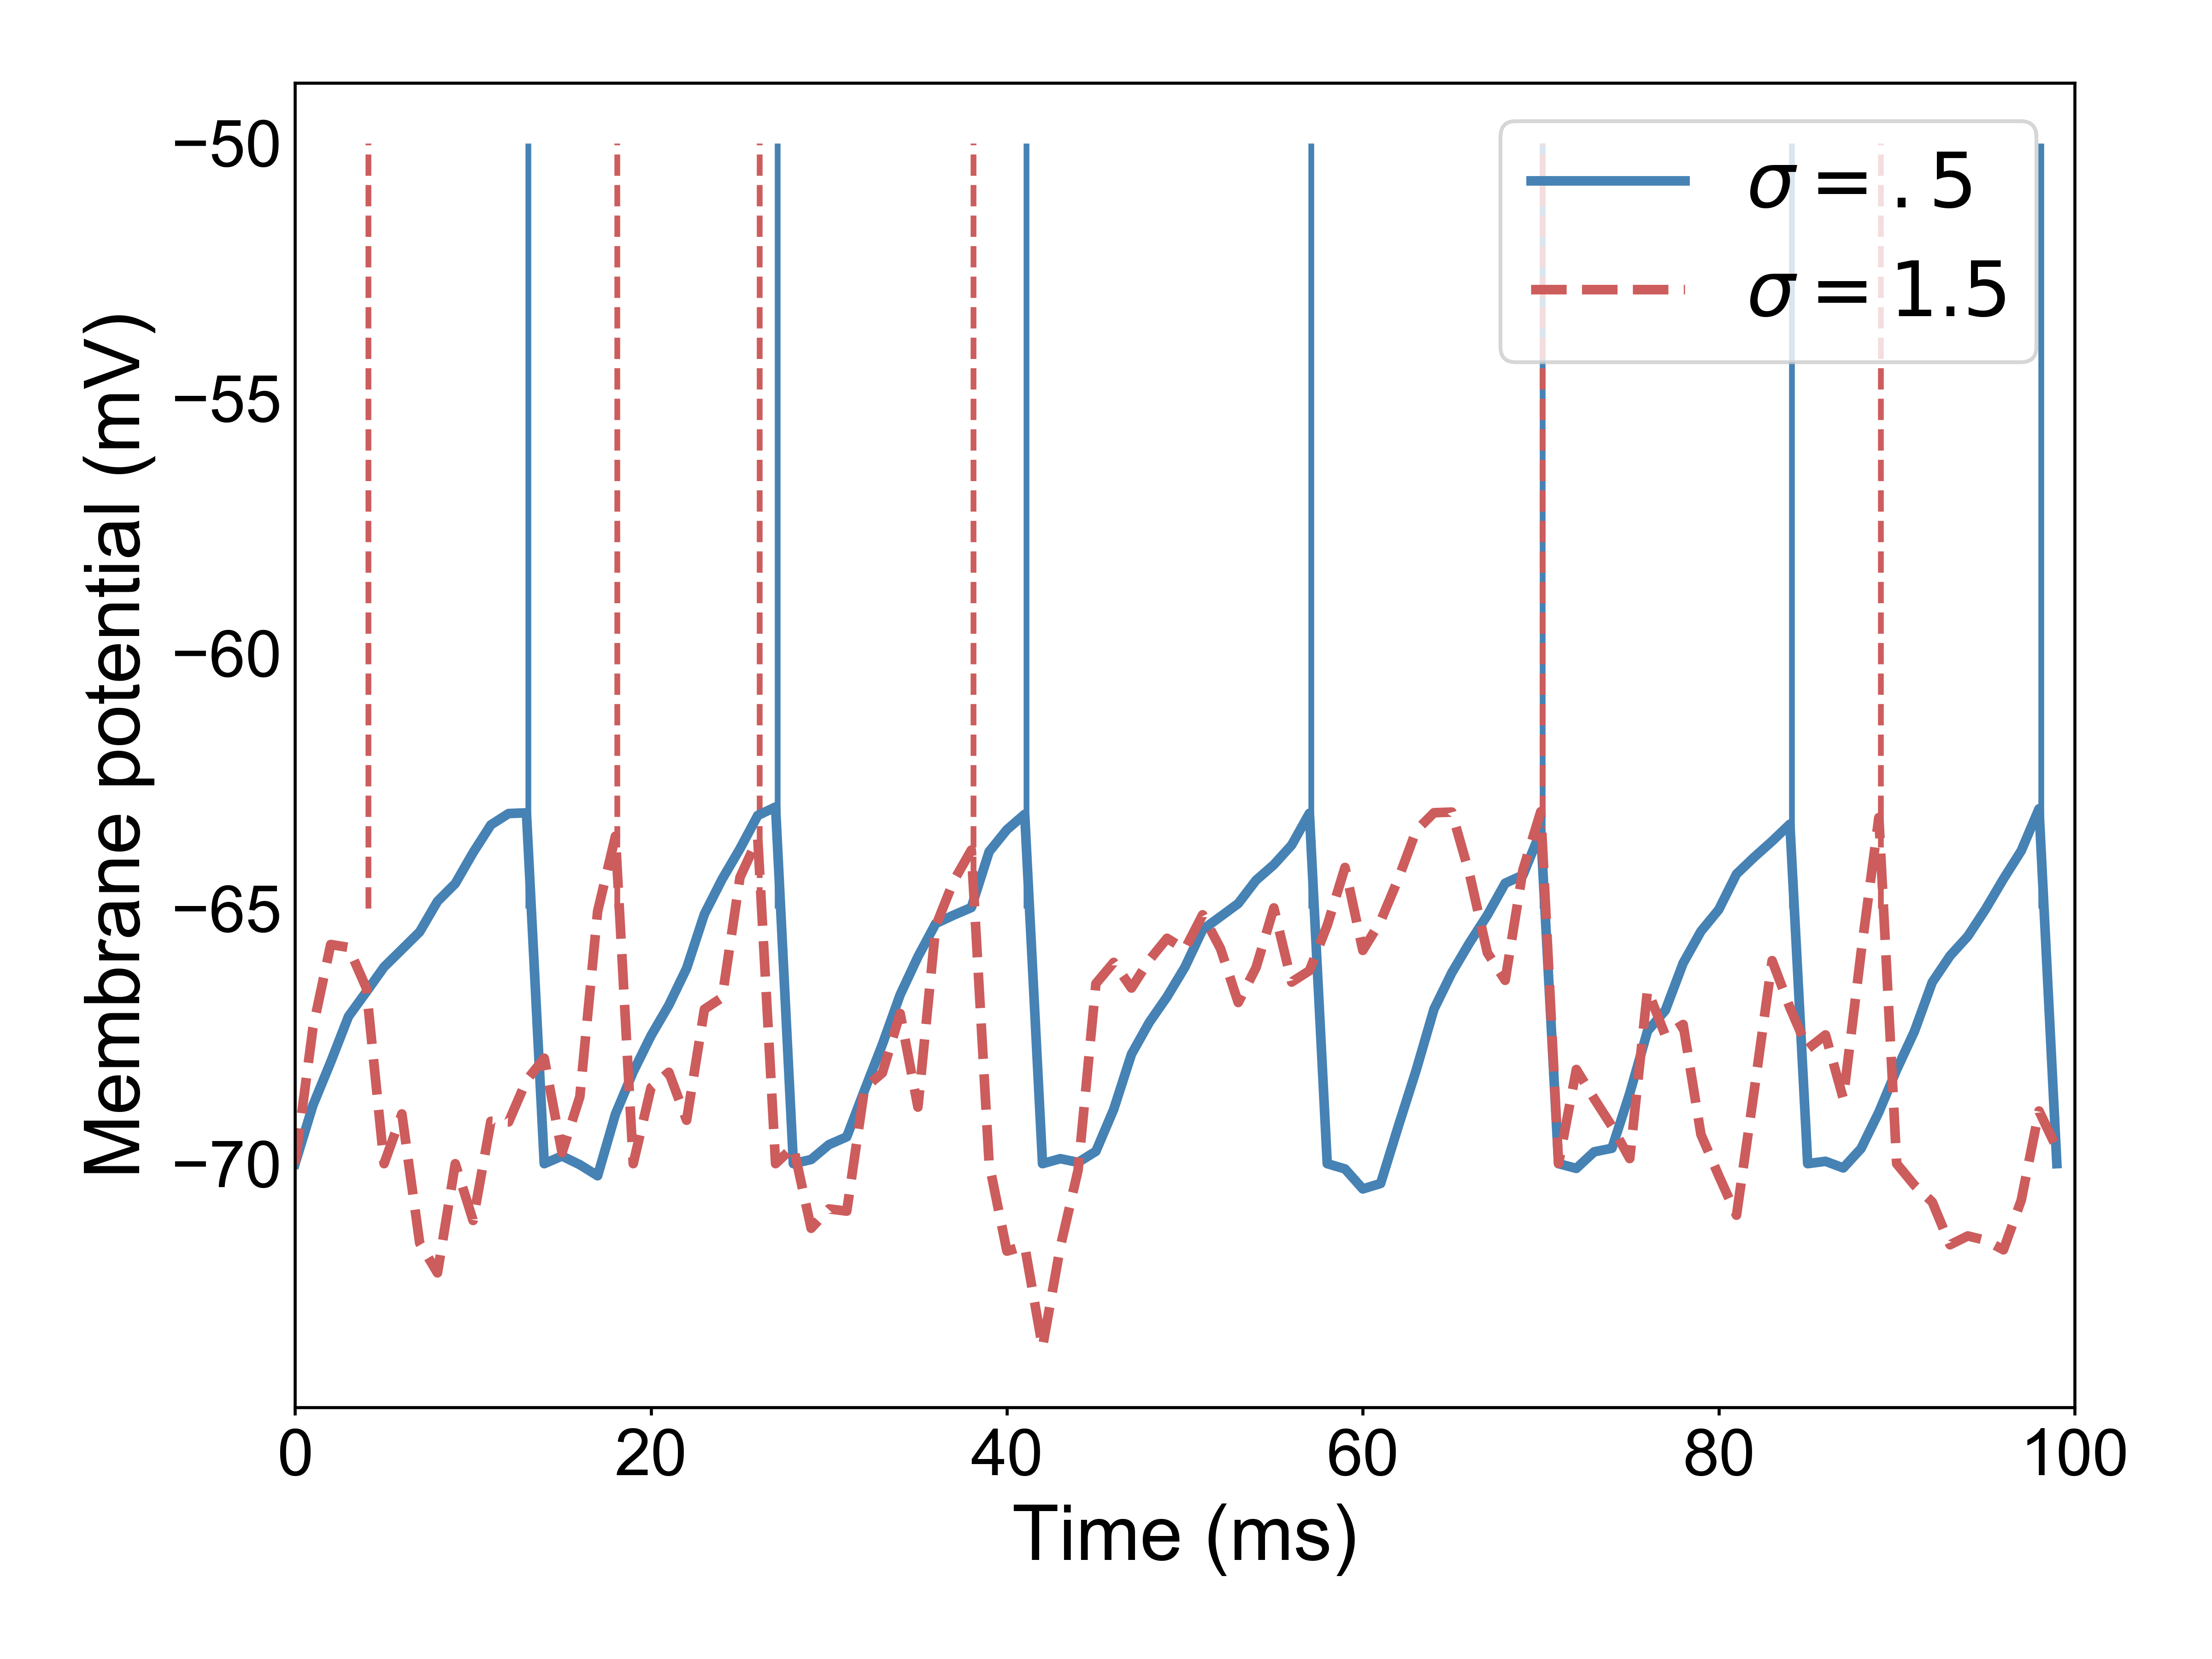 Membrane potential (mV)
−50
−55
−60
−65
−70
σ = .5
σ = 1.5
0 20 40 60 80 100
Time (ms)